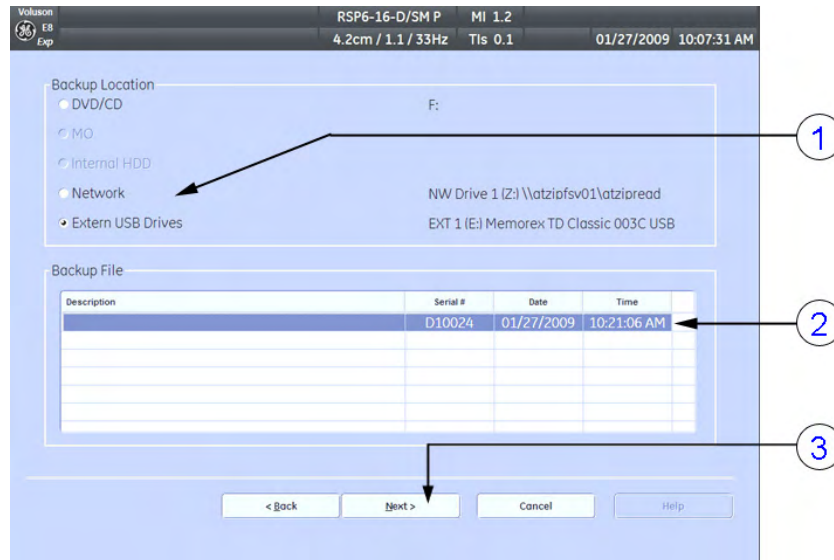 Voluson
E8
Exp
RSP6-16-D/SM P MI 1.2
4.2cm / 1.1 / 33Hz TIs 0.1 01/27/2009 10:07:31 AM
Backup Location
DVD/CD F:
MO
Internal HDD
Network NW Drive 1 (Z:) \\atzipfsv01\atzipread
Extern USB Drives EXT 1 (E:) Memorex TD Classic 003C USB
1
Backup File
Description Serial # Date Time
D10024 01/27/2009 10:21:06 AM
2
3
< Back Next > Cancel Help